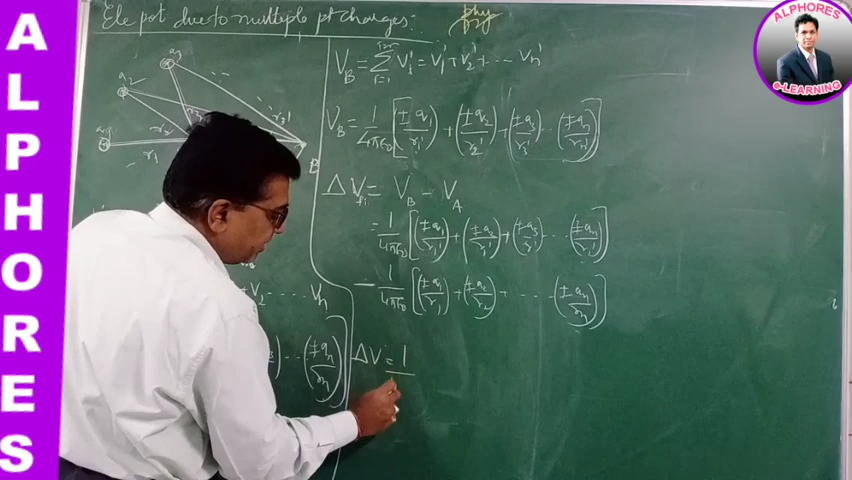 ALPHORES
ALPHORES
e-LEARNING
Ele pot due to multiple pt charges:
phy
q3
q2
q1
r3'
r2
r1
B
V2 ..... Vn
... (±qn/rn)]
V_B = Σ_{i=1}^{i=n} V_i' = V_1' + V_2' + ... V_n'
V_B = 1/4πε0 [(±q1/r1') + (±q2/r2') + (±q3/r3') ... (±qn/rn')]
ΔV_fi = V_B - V_A
= 1/4πε0 [(±q1/r1') + (±q2/r2') + (±q3/r3') ... (±qn/rn')]
- 1/4πε0 [(±q1/r1) + (±q2/r2) + ..... (±qn/rn)]
ΔV = 1